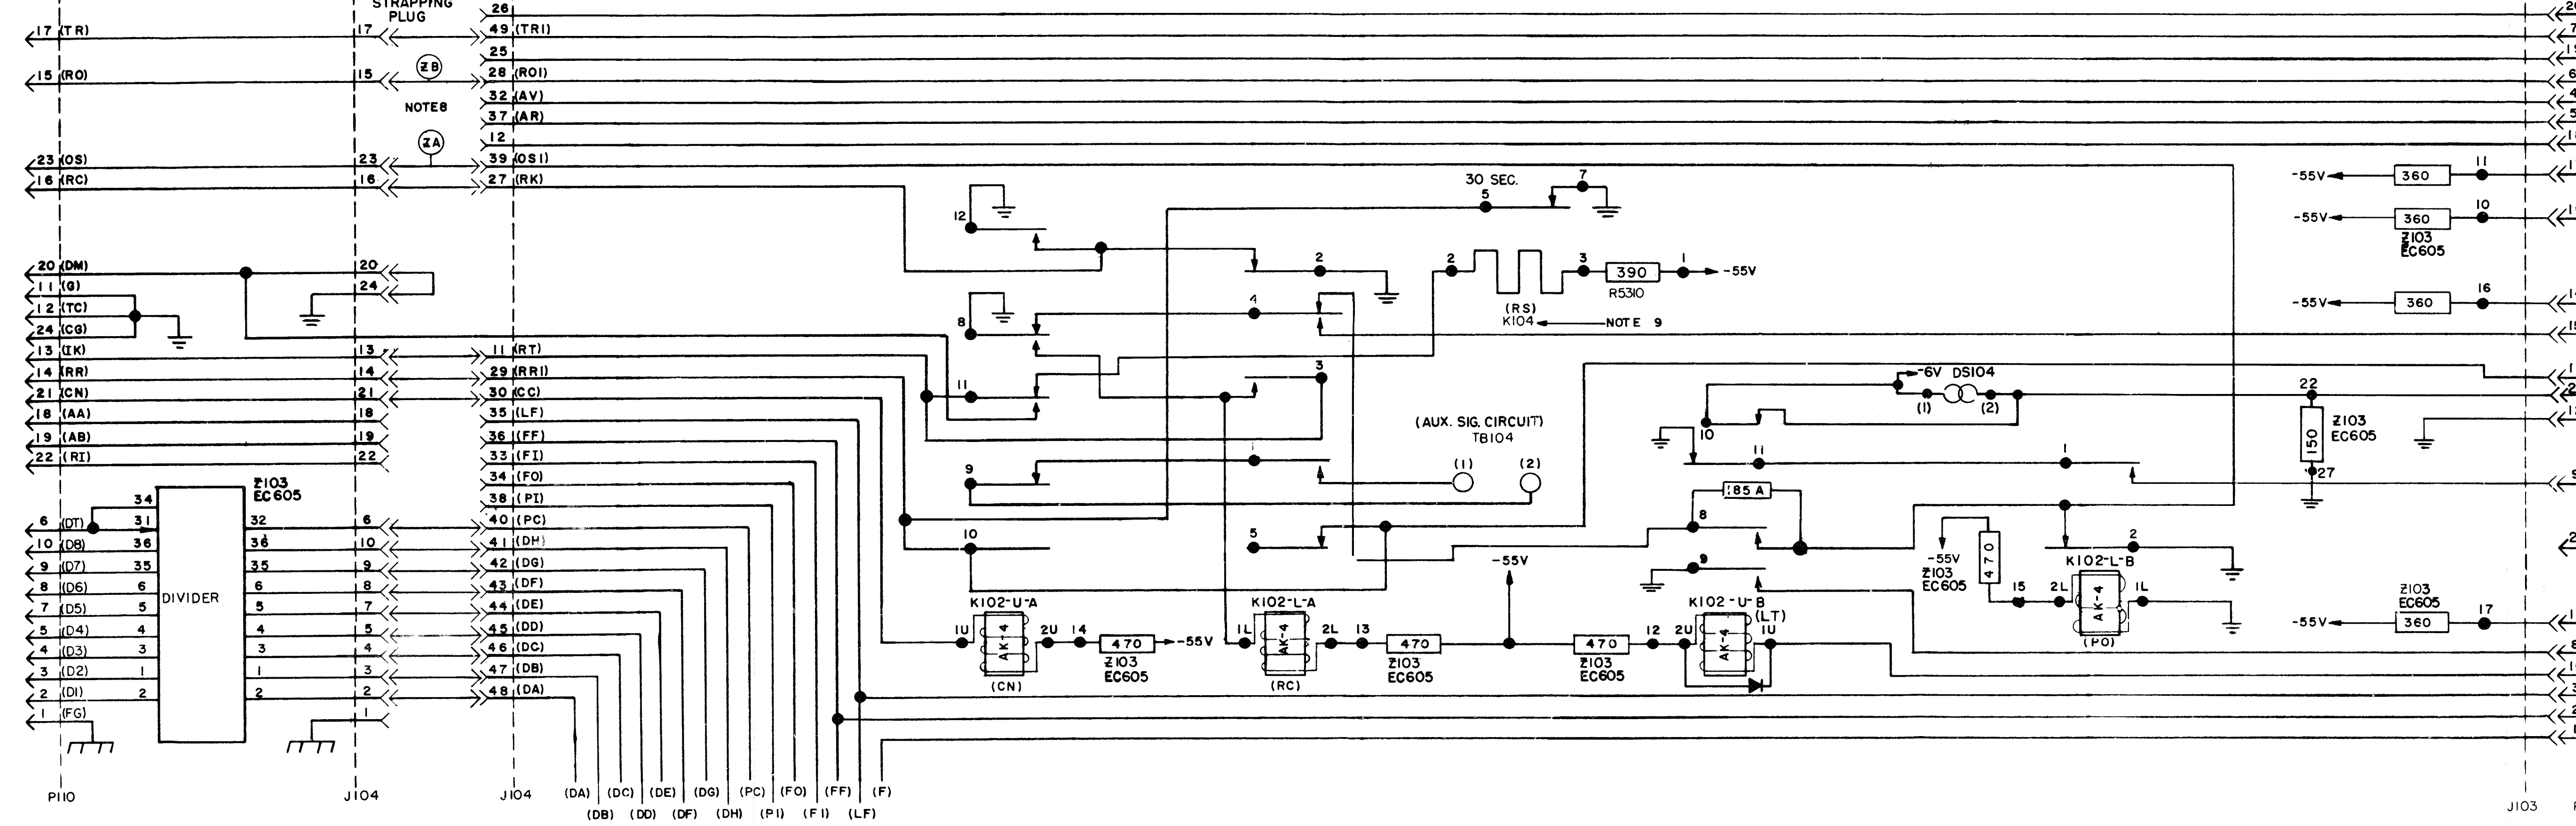 STRAPPING
PLUG
26
17 (TR) 17 49 (TRI)
25
ZB
15 (RO) 15 28 (ROI)
NOTE 8
32 (AV)
37 (AR)
ZA
12
23 (OS) 23 39 (OSI)
16 (RC) 16 27 (RK)
20 (DM) 20
11 (G) 24
12 (TC)
24 (CG)
13 (IK) 13 11 (RT)
14 (RR) 14 29 (RRI)
21 (CN) 21 30 (CC)
18 (AA) 18 35 (LF)
19 (AB) 19 36 (FF)
22 (RI) 22 33 (FI)
34 (FO)
38 (PI)
Z103
EC605
34
6 (DT) 31 32 6 40 (PC)
10 (D8) 36 36 10 41 (DH)
9 (D7) 35 35 9 42 (DG)
8 (D6) 6 6 8 43 (DF)
DIVIDER
7 (D5) 5 5 7 44 (DE)
5 (D4) 4 4 5 45 (DD)
4 (D3) 3 3 4 46 (DC)
3 (D2) 1 1 3 47 (DB)
2 (DI) 2 2 2 48 (DA)
1 (FG) 1
P110
J104
J104
(DA) (DC) (DE) (DG) (PC) (FO) (FF) (F)
(DB) (DD) (DF) (DH) (PI) (FI) (LF)
12
2
30 SEC.
5
7
2
3
390
R5310
1
-55V
(RS)
K104
NOTE 9
8
4
11
3
9
1
(AUX. SIG. CIRCUIT)
TB104
(1) (2)
10
5
K102-U-A
1U
AK-4
2U
14
470
-55V
Z103
EC605
(CN)
K102-L-A
1L
AK-4
2L
13
470
Z103
EC605
(RC)
-55V
470
Z103
EC605
12
2U
K102-U-B
(LT)
AK-4
1U
-6V DS104
(1) (2)
10
11
1
185A
8
9
-55V
Z103
EC605
470
15
2L
K102-L-B
AK-4
1L
(PO)
2
22
150
Z103
EC605
27
-55V
360
11
-55V
360
10
Z103
EC605
-55V
360
16
Z103
EC605
-55V
360
17
J103